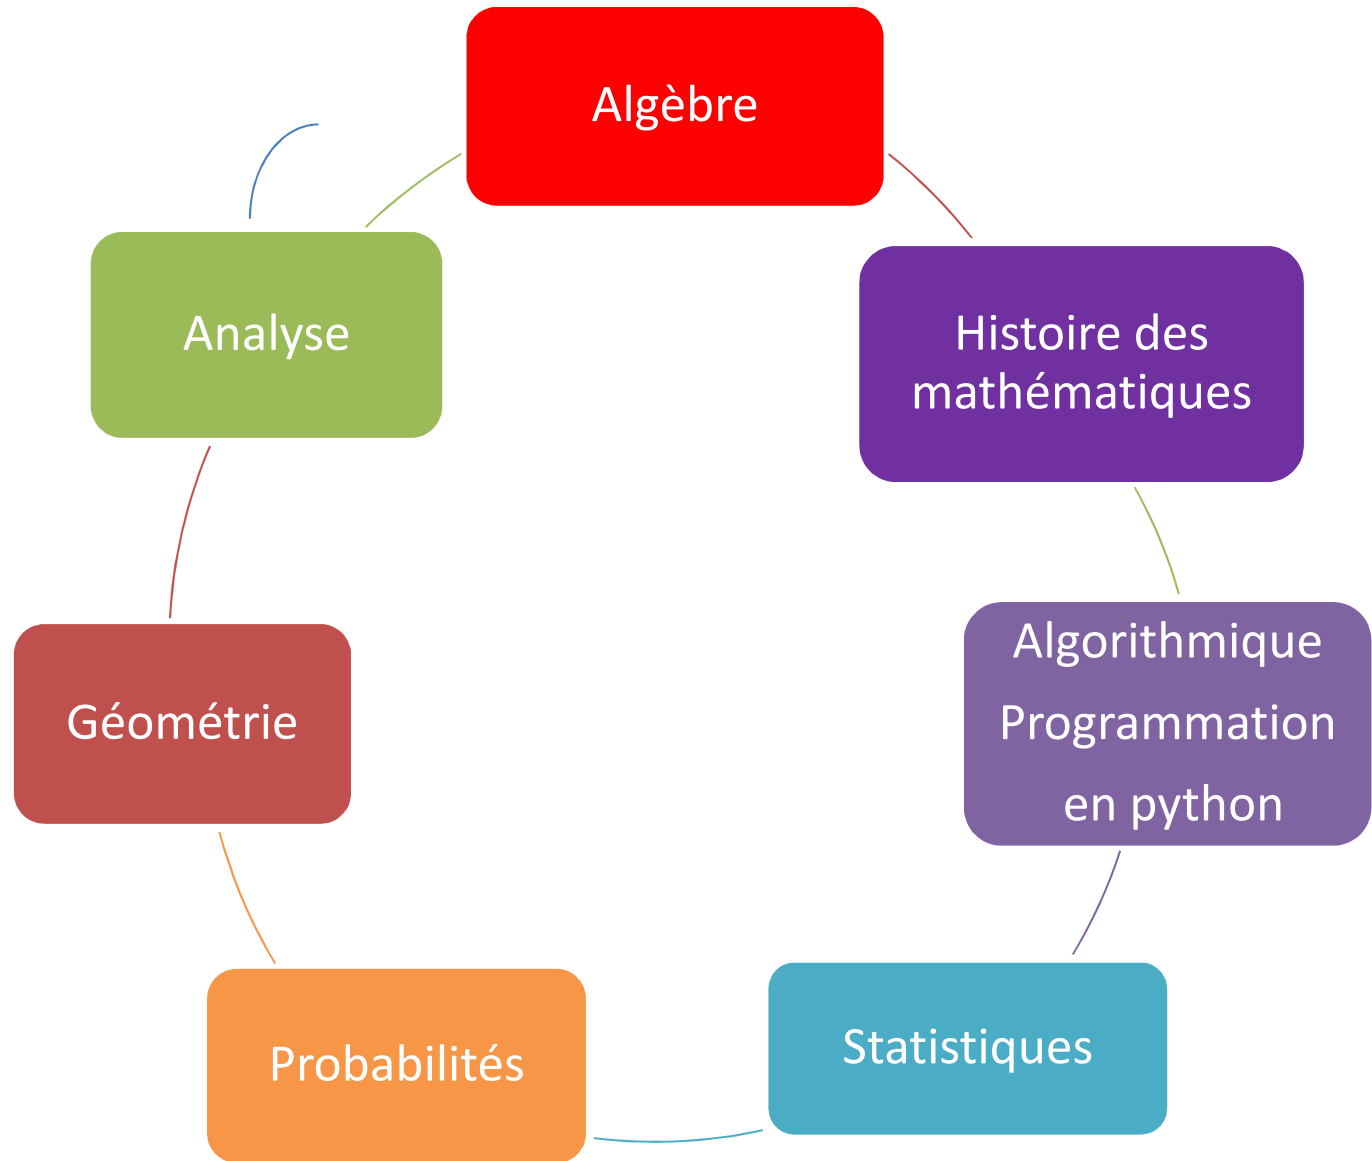 Algèbre
Analyse
Histoire des
mathématiques
Géométrie
Algorithmique
Programmation
en python
Probabilités
Statistiques